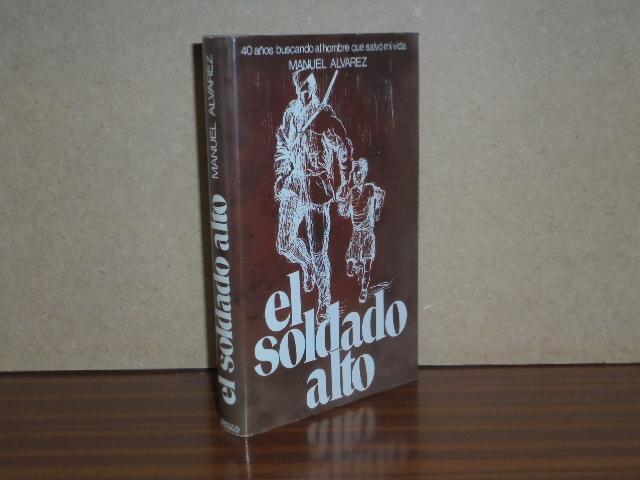 40 años buscando al hombre que salvó mi vida
MANUEL ALVAREZ
el
soldado
alto
el soldado alto MANUEL ALVAREZ